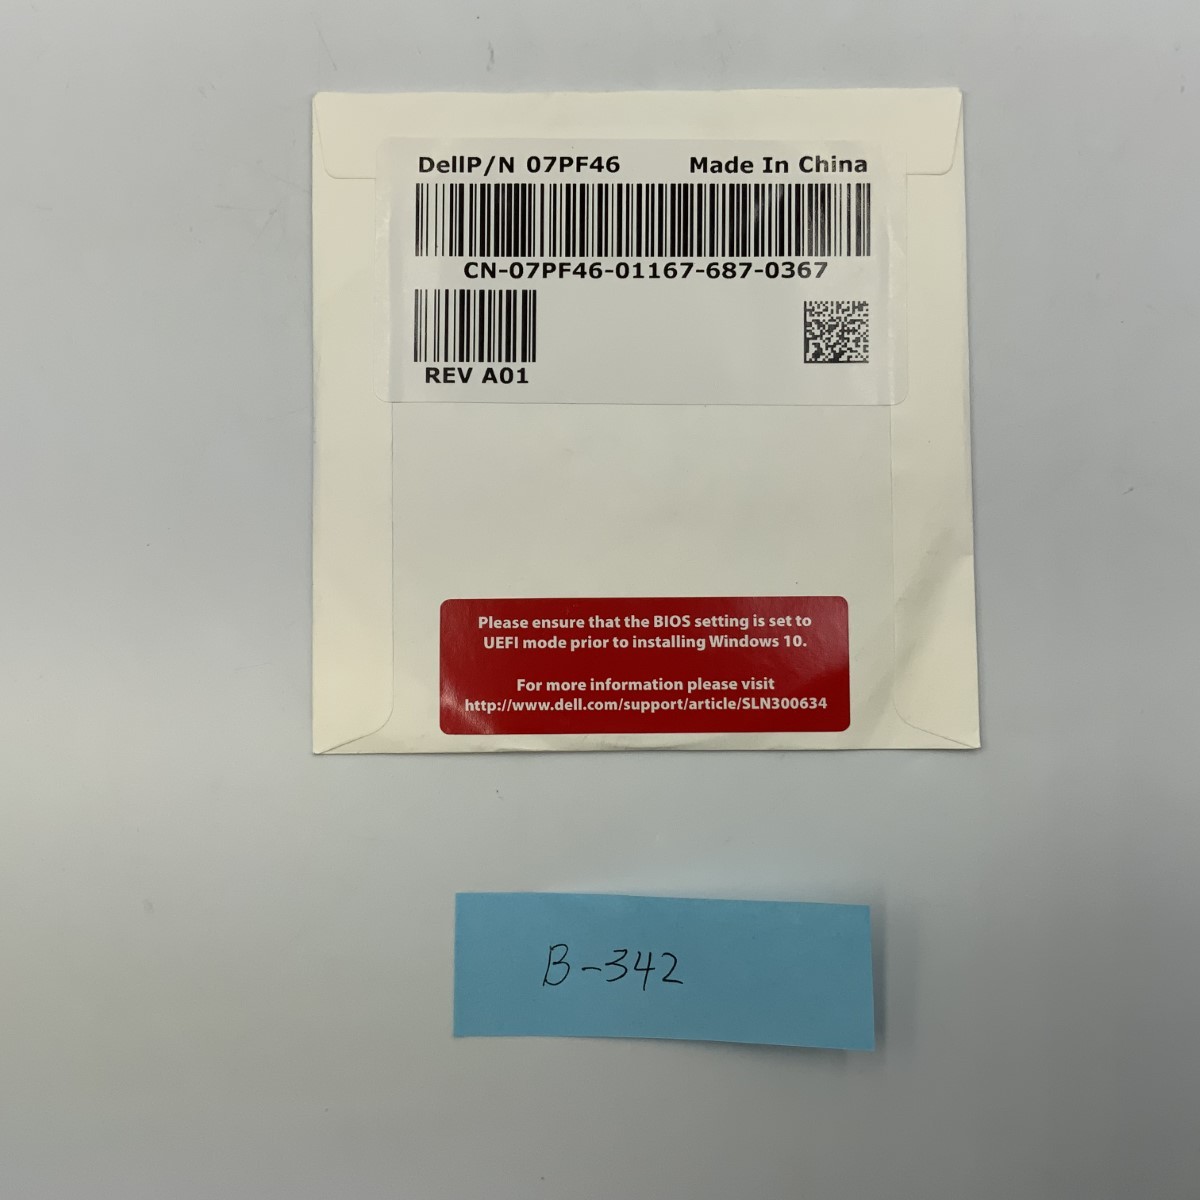 DellP/N 07PF46 Made In China
CN-07PF46-01167-687-0367
REV A01
Please ensure that the BIOS setting is set to
UEFI mode prior to installing Windows 10.
For more information please visit
http://www.dell.com/support/article/SLN300634
B-342